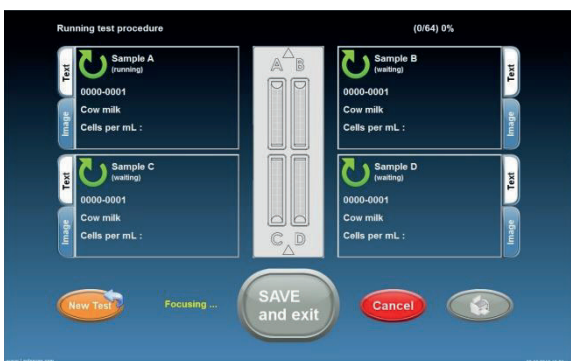 Running test procedure
(0/64) 0%
Text
Image
Sample A
(running)
0000-0001
Cow milk
Cells per mL :
A B
Sample B
(waiting)
0000-0001
Cow milk
Cells per mL :
Text
Image
Text
Image
Sample C
(waiting)
0000-0001
Cow milk
Cells per mL :
C D
Sample D
(waiting)
0000-0001
Cow milk
Cells per mL :
Text
Image
New Test
Focusing ...
SAVE
and exit
Cancel